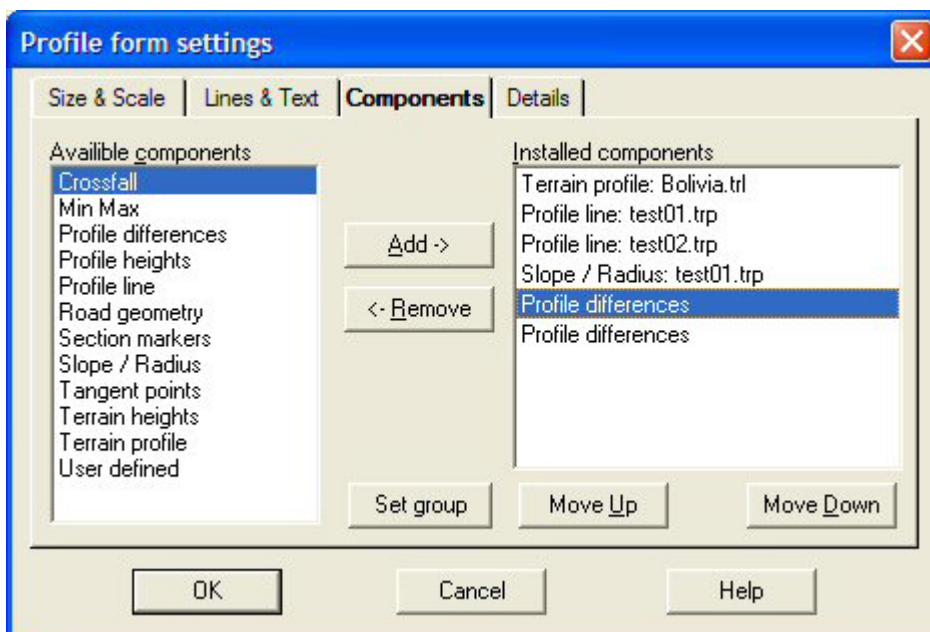 Profile form settings
Size & Scale
Lines & Text
Components
Details
Availible components
Crossfall
Min Max
Profile differences
Profile heights
Profile line
Road geometry
Section markers
Slope / Radius
Tangent points
Terrain heights
Terrain profile
User defined
Add ->
<- Remove
Set group
Installed components
Terrain profile: Bolivia.trl
Profile line: test01.trp
Profile line: test02.trp
Slope / Radius: test01.trp
Profile differences
Profile differences
Move Up
Move Down
OK
Cancel
Help